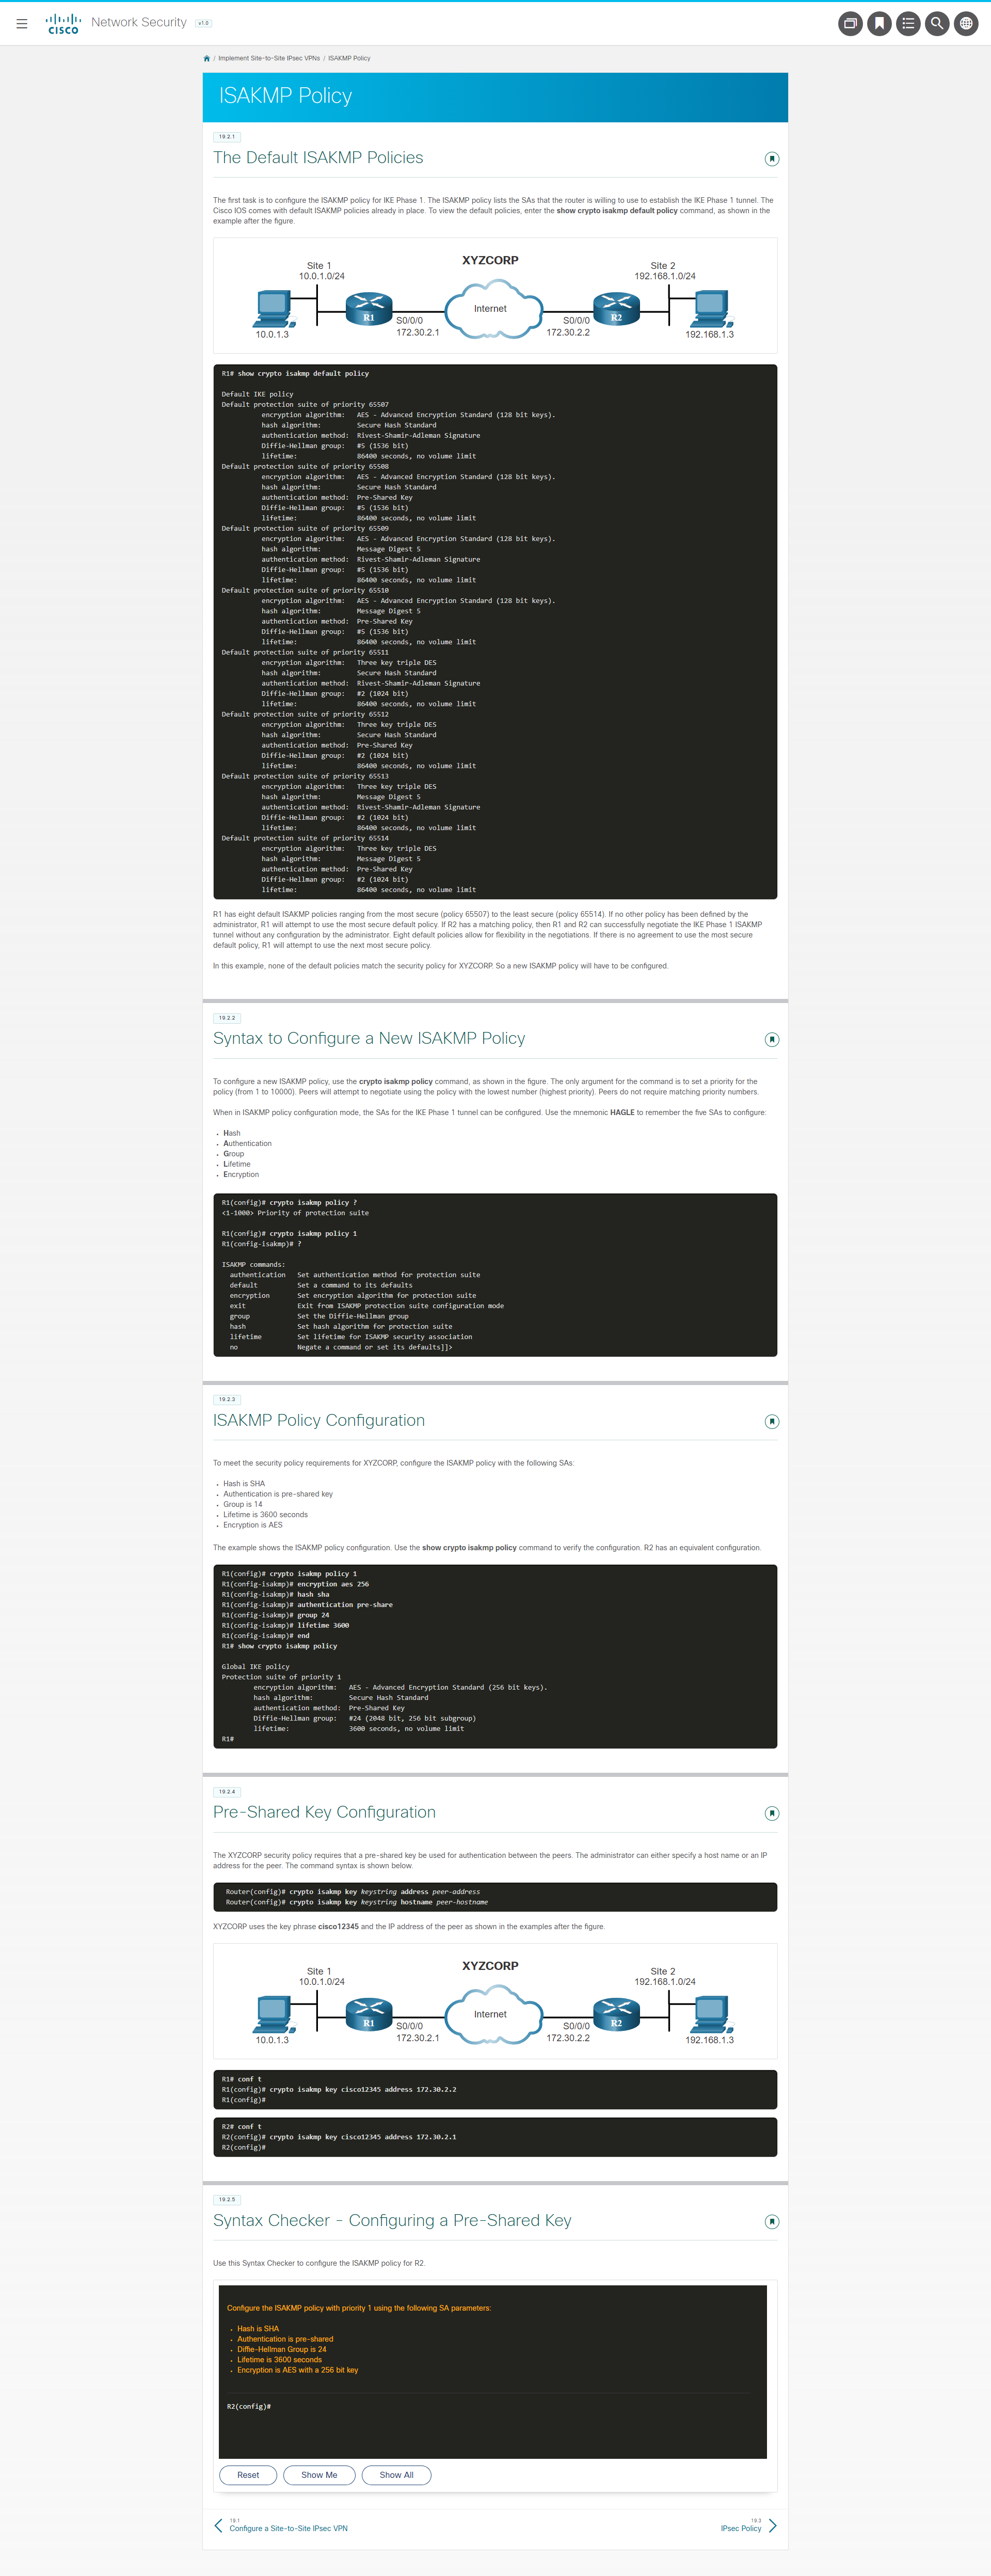 CISCO Network Security v1.0
/ Implement Site-to-Site IPsec VPNs / ISAKMP Policy
ISAKMP Policy
19.2.1
The Default ISAKMP Policies
The first task is to configure the ISAKMP policy for IKE Phase 1. The ISAKMP policy lists the SAs that the router is willing to use to establish the IKE Phase 1 tunnel. The
Cisco IOS comes with default ISAKMP policies already in place. To view the default policies, enter the show crypto isakmp default policy command, as shown in the
example after the figure.
XYZCORP
Site 1
10.0.1.0/24
Site 2
192.168.1.0/24
R1
Internet
R2
S0/0/0
172.30.2.1
S0/0/0
172.30.2.2
10.0.1.3
192.168.1.3
R1# show crypto isakmp default policy
Default IKE policy
Default protection suite of priority 65507
encryption algorithm: AES - Advanced Encryption Standard (128 bit keys).
hash algorithm: Secure Hash Standard
authentication method: Rivest-Shamir-Adleman Signature
Diffie-Hellman group: #5 (1536 bit)
lifetime: 86400 seconds, no volume limit
Default protection suite of priority 65508
encryption algorithm: AES - Advanced Encryption Standard (128 bit keys).
hash algorithm: Secure Hash Standard
authentication method: Pre-Shared Key
Diffie-Hellman group: #5 (1536 bit)
lifetime: 86400 seconds, no volume limit
Default protection suite of priority 65509
encryption algorithm: AES - Advanced Encryption Standard (128 bit keys).
hash algorithm: Message Digest 5
authentication method: Rivest-Shamir-Adleman Signature
Diffie-Hellman group: #5 (1536 bit)
lifetime: 86400 seconds, no volume limit
Default protection suite of priority 65510
encryption algorithm: AES - Advanced Encryption Standard (128 bit keys).
hash algorithm: Message Digest 5
authentication method: Pre-Shared Key
Diffie-Hellman group: #5 (1536 bit)
lifetime: 86400 seconds, no volume limit
Default protection suite of priority 65511
encryption algorithm: Three key triple DES
hash algorithm: Secure Hash Standard
authentication method: Rivest-Shamir-Adleman Signature
Diffie-Hellman group: #2 (1024 bit)
lifetime: 86400 seconds, no volume limit
Default protection suite of priority 65512
encryption algorithm: Three key triple DES
hash algorithm: Secure Hash Standard
authentication method: Pre-Shared Key
Diffie-Hellman group: #2 (1024 bit)
lifetime: 86400 seconds, no volume limit
Default protection suite of priority 65513
encryption algorithm: Three key triple DES
hash algorithm: Message Digest 5
authentication method: Rivest-Shamir-Adleman Signature
Diffie-Hellman group: #2 (1024 bit)
lifetime: 86400 seconds, no volume limit
Default protection suite of priority 65514
encryption algorithm: Three key triple DES
hash algorithm: Message Digest 5
authentication method: Pre-Shared Key
Diffie-Hellman group: #2 (1024 bit)
lifetime: 86400 seconds, no volume limit
R1 has eight default ISAKMP policies ranging from the most secure (policy 65507) to the least secure (policy 65514). If no other policy has been defined by the
administrator, R1 will attempt to use the most secure default policy. If R2 has a matching policy, then R1 and R2 can successfully negotiate the IKE Phase 1 ISAKMP
tunnel without any configuration by the administrator. Eight default policies allow for flexibility in the negotiations. If there is no agreement to use the most secure
default policy, R1 will attempt to use the next most secure policy.
In this example, none of the default policies match the security policy for XYZCORP. So a new ISAKMP policy will have to be configured.
19.2.2
Syntax to Configure a New ISAKMP Policy
To configure a new ISAKMP policy, use the crypto isakmp policy command, as shown in the figure. The only argument for the command is to set a priority for the
policy (from 1 to 10000). Peers will attempt to negotiate using the policy with the lowest number (highest priority). Peers do not require matching priority numbers.
When in ISAKMP policy configuration mode, the SAs for the IKE Phase 1 tunnel can be configured. Use the mnemonic HAGLE to remember the five SAs to configure:
• Hash
• Authentication
• Group
• Lifetime
• Encryption
R1(config)# crypto isakmp policy ?
<1-1000> Priority of protection suite
R1(config)# crypto isakmp policy 1
R1(config-isakmp)# ?
ISAKMP commands:
authentication Set authentication method for protection suite
default Set a command to its defaults
encryption Set encryption algorithm for protection suite
exit Exit from ISAKMP protection suite configuration mode
group Set the Diffie-Hellman group
hash Set hash algorithm for protection suite
lifetime Set lifetime for ISAKMP security association
no Negate a command or set its defaults]]>
19.2.3
ISAKMP Policy Configuration
To meet the security policy requirements for XYZCORP, configure the ISAKMP policy with the following SAs:
• Hash is SHA
• Authentication is pre-shared key
• Group is 14
• Lifetime is 3600 seconds
• Encryption is AES
The example shows the ISAKMP policy configuration. Use the show crypto isakmp policy command to verify the configuration. R2 has an equivalent configuration.
R1(config)# crypto isakmp policy 1
R1(config-isakmp)# encryption aes 256
R1(config-isakmp)# hash sha
R1(config-isakmp)# authentication pre-share
R1(config-isakmp)# group 24
R1(config-isakmp)# lifetime 3600
R1(config-isakmp)# end
R1# show crypto isakmp policy
Global IKE policy
Protection suite of priority 1
encryption algorithm: AES - Advanced Encryption Standard (256 bit keys).
hash algorithm: Secure Hash Standard
authentication method: Pre-Shared Key
Diffie-Hellman group: #24 (2048 bit, 256 bit subgroup)
lifetime: 3600 seconds, no volume limit
R1#
19.2.4
Pre-Shared Key Configuration
The XYZCORP security policy requires that a pre-shared key be used for authentication between the peers. The administrator can either specify a host name or an IP
address for the peer. The command syntax is shown below.
Router(config)# crypto isakmp key keystring address peer-address
Router(config)# crypto isakmp key keystring hostname peer-hostname
XYZCORP uses the key phrase cisco12345 and the IP address of the peer as shown in the examples after the figure.
XYZCORP
Site 1
10.0.1.0/24
Site 2
192.168.1.0/24
R1
Internet
R2
S0/0/0
172.30.2.1
S0/0/0
172.30.2.2
10.0.1.3
192.168.1.3
R1# conf t
R1(config)# crypto isakmp key cisco12345 address 172.30.2.2
R1(config)#
R2# conf t
R2(config)# crypto isakmp key cisco12345 address 172.30.2.1
R2(config)#
19.2.5
Syntax Checker - Configuring a Pre-Shared Key
Use this Syntax Checker to configure the ISAKMP policy for R2.
Configure the ISAKMP policy with priority 1 using the following SA parameters:
• Hash is SHA
• Authentication is pre-shared
• Diffie-Hellman Group is 24
• Lifetime is 3600 seconds
• Encryption is AES with a 256 bit key
R2(config)#
Reset Show Me Show All
19.1
Configure a Site-to-Site IPsec VPN
19.3
IPsec Policy